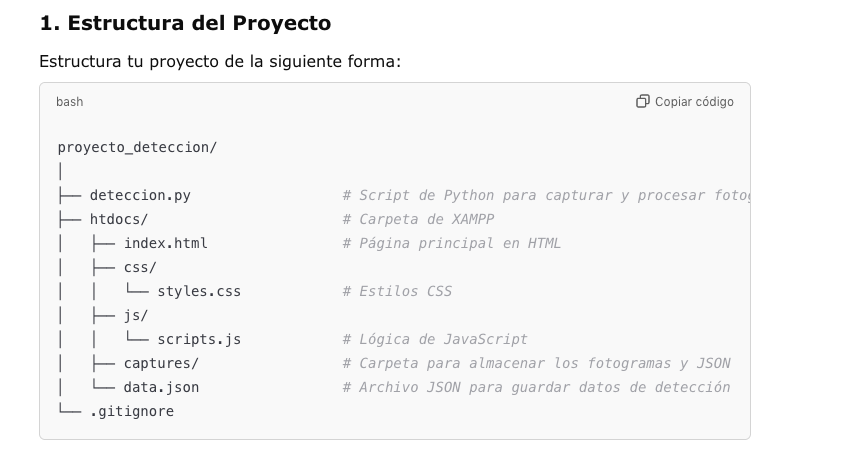 1. Estructura del Proyecto
Estructura tu proyecto de la siguiente forma:
bash Copiar código
proyecto_deteccion/
│
├── deteccion.py # Script de Python para capturar y procesar
├── htdocs/ # Carpeta de XAMPP
│   ├── index.html # Página principal en HTML
│   ├── css/
│   │   └── styles.css # Estilos CSS
│   ├── js/
│   │   └── scripts.js # Lógica de JavaScript
│   ├── captures/ # Carpeta para almacenar los fotogramas y JSON
│   └── data.json # Archivo JSON para guardar datos de detección
└── .gitignore